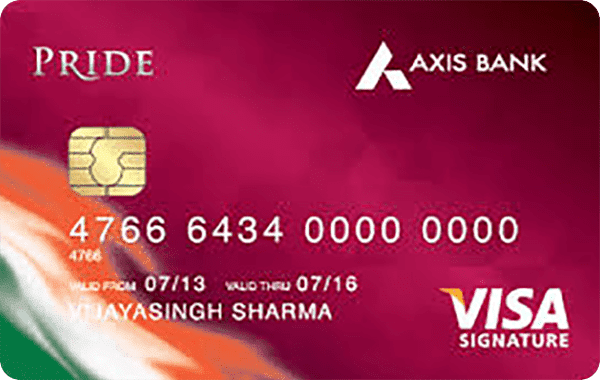 PRIDE AXIS BANK
4766 6434 0000 0000
4766
VALID FROM 07/13 VALID THRU 07/16
VIJAYASINGH SHARMA
VISA
SIGNATURE